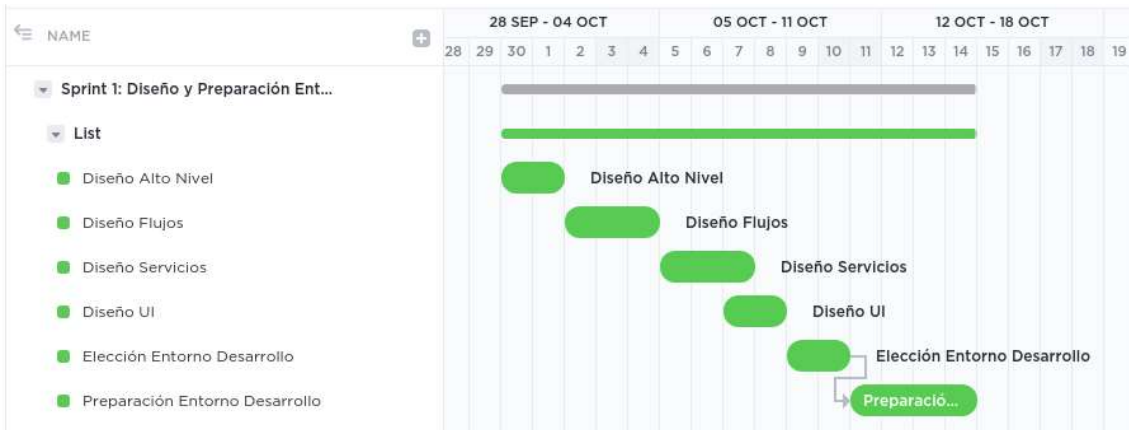 NAME
28 SEP - 04 OCT 05 OCT - 11 OCT 12 OCT - 18 OCT
28 29 30 1 2 3 4 5 6 7 8 9 10 11 12 13 14 15 16 17 18 19
Sprint 1: Diseño y Preparación Ent...
List
Diseño Alto Nivel Diseño Alto Nivel
Diseño Flujos Diseño Flujos
Diseño Servicios Diseño Servicios
Diseño UI Diseño UI
Elección Entorno Desarrollo Elección Entorno Desarrollo
Preparación Entorno Desarrollo Preparació...